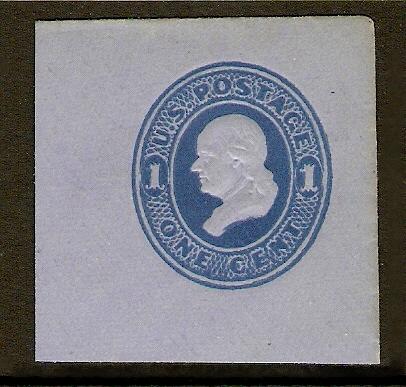 U.S. POSTAGE
1 1
ONE CENT